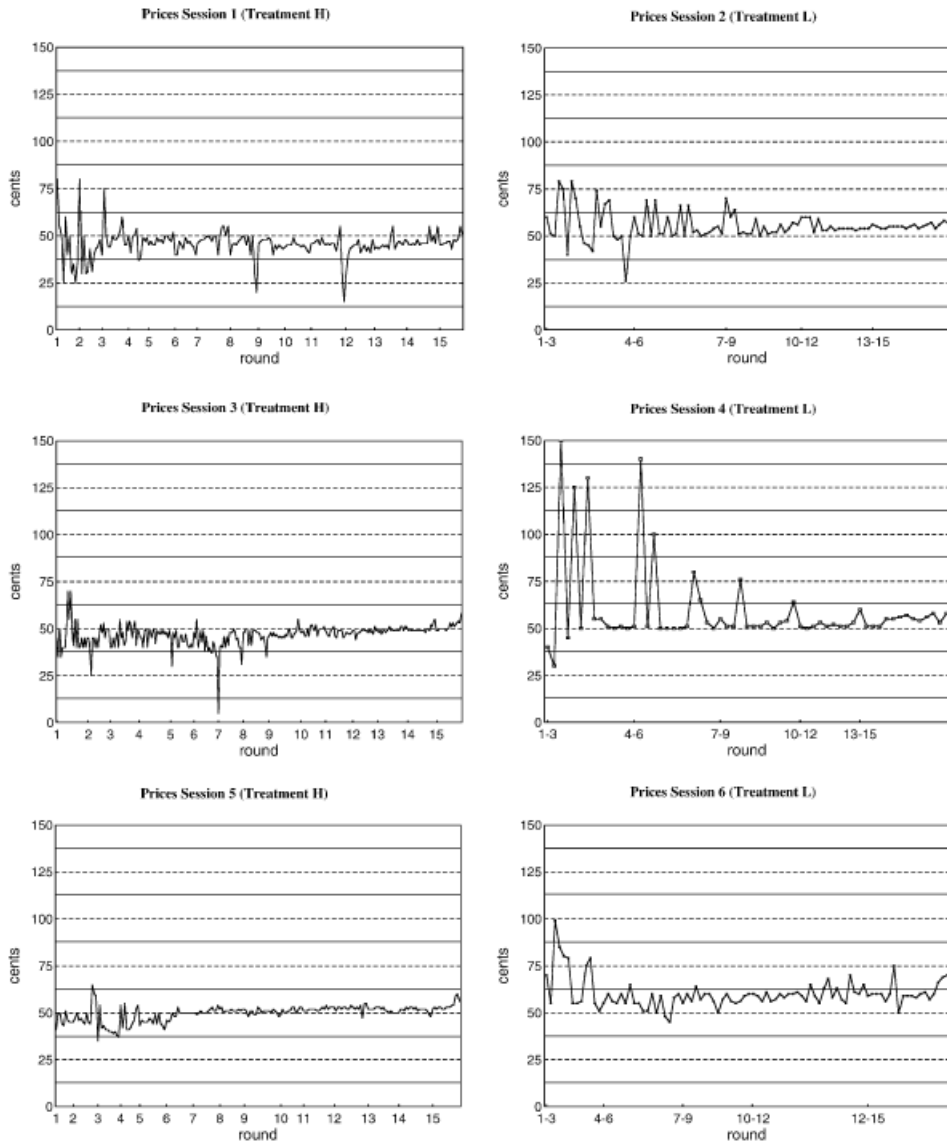 Prices Session 1 (Treatment H)
150
125
100
75
50
25
0
cents
1 2 3 4 5 6 7 8 9 10 11 12 13 14 15
round
Prices Session 2 (Treatment L)
150
125
100
75
50
25
0
cents
1-3 4-6 7-9 10-12 13-15
round
Prices Session 3 (Treatment H)
150
125
100
75
50
25
0
cents
1 2 3 4 5 6 7 8 9 10 11 12 13 14 15
round
Prices Session 4 (Treatment L)
150
125
100
75
50
25
0
cents
1-3 4-6 7-9 10-12 13-15
round
Prices Session 5 (Treatment H)
150
125
100
75
50
25
0
cents
1 2 3 4 5 6 7 8 9 10 11 12 13 14 15
round
Prices Session 6 (Treatment L)
150
125
100
75
50
25
0
cents
1-3 4-6 7-9 10-12 12-15
round